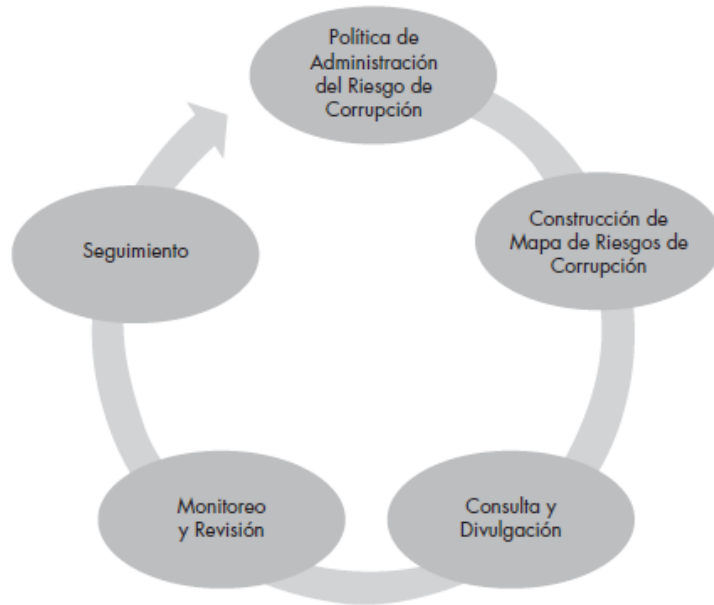 Política de
Administración
del Riesgo de
Corrupción
Construcción de
Mapa de Riesgos de
Corrupción
Consulta y
Divulgación
Monitoreo
y Revisión
Seguimiento